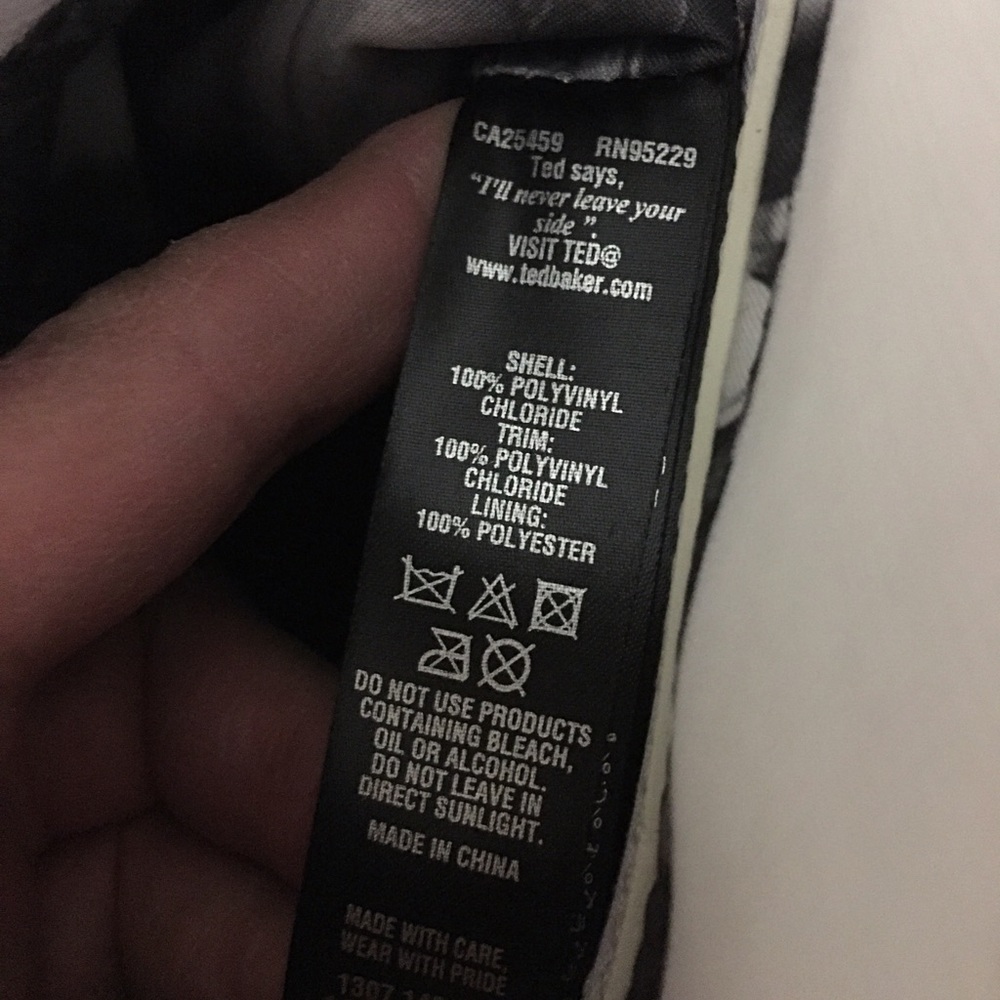 CA25459 RN95229
Ted says,
"I'll never leave your
side ".
VISIT TED@
www.tedbaker.com
SHELL:
100% POLYVINYL
CHLORIDE
TRIM:
100% POLYVINYL
CHLORIDE
LINING:
100% POLYESTER
DO NOT USE PRODUCTS
CONTAINING BLEACH,
OIL OR ALCOHOL.
DO NOT LEAVE IN
DIRECT SUNLIGHT.
MADE IN CHINA
MADE WITH CARE,
WEAR WITH PRIDE
1307